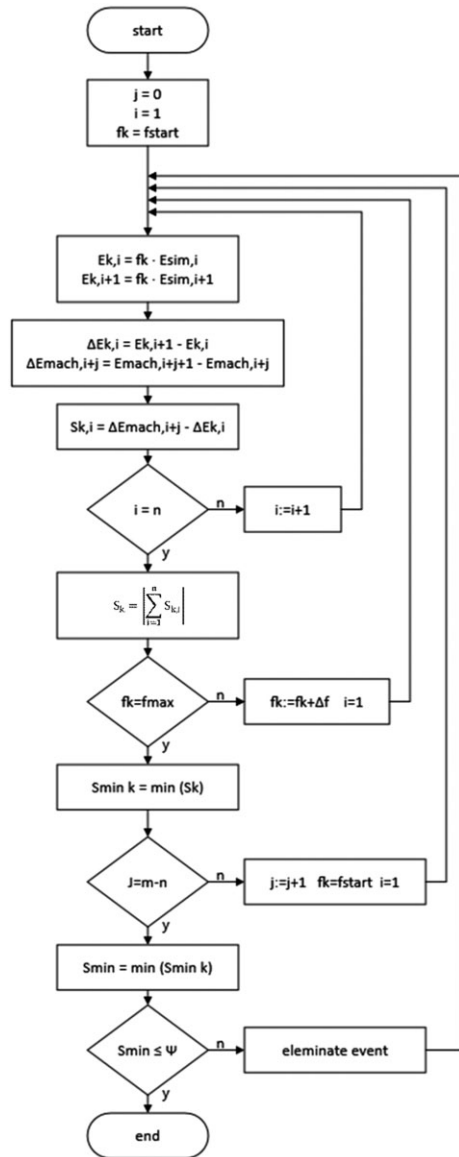 start
j = 0
i = 1
fk = fstart
Ek,i = fk · Esim,i
Ek,i+1 = fk · Esim,i+1
ΔEk,i = Ek,i+1 - Ek,i
ΔEmach,i+j = Emach,i+j+1 - Emach,i+j
Sk,i = ΔEmach,i+j - ΔEk,i
i = n
n
i:=i+1
y
Sk = |∑ i=1 n Sk,i|
fk=fmax
n
fk:=fk+Δf i=1
y
Smin k = min (Sk)
J=m-n
n
j:=j+1 fk=fstart i=1
y
Smin = min (Smin k)
Smin ≤ Ψ
n
eleminate event
y
end